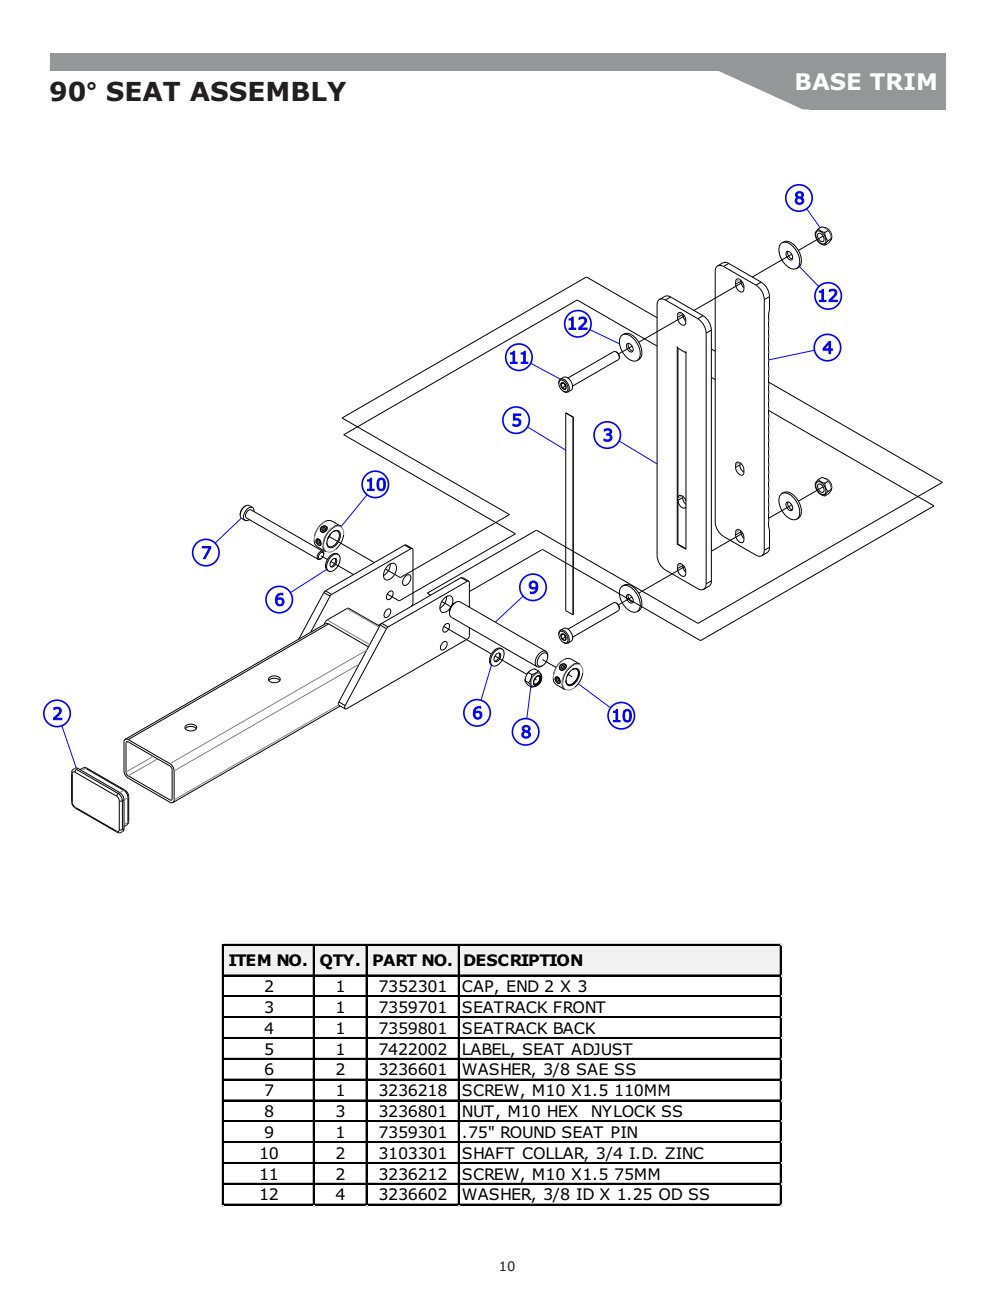 BASE TRIM
90° SEAT ASSEMBLY
8
12
12
4
11
5
3
10
7
6
9
2
6
8
10
ITEM NO. QTY. PART NO. DESCRIPTION
2 1 7352301 CAP, END 2 X 3
3 1 7359701 SEATRACK FRONT
4 1 7359801 SEATRACK BACK
5 1 7422002 LABEL, SEAT ADJUST
6 2 3236601 WASHER, 3/8 SAE SS
7 1 3236218 SCREW, M10 X1.5 110MM
8 3 3236801 NUT, M10 HEX NYLOCK SS
9 1 7359301 .75" ROUND SEAT PIN
10 2 3103301 SHAFT COLLAR, 3/4 I.D. ZINC
11 2 3236212 SCREW, M10 X1.5 75MM
12 4 3236602 WASHER, 3/8 ID X 1.25 OD SS
10